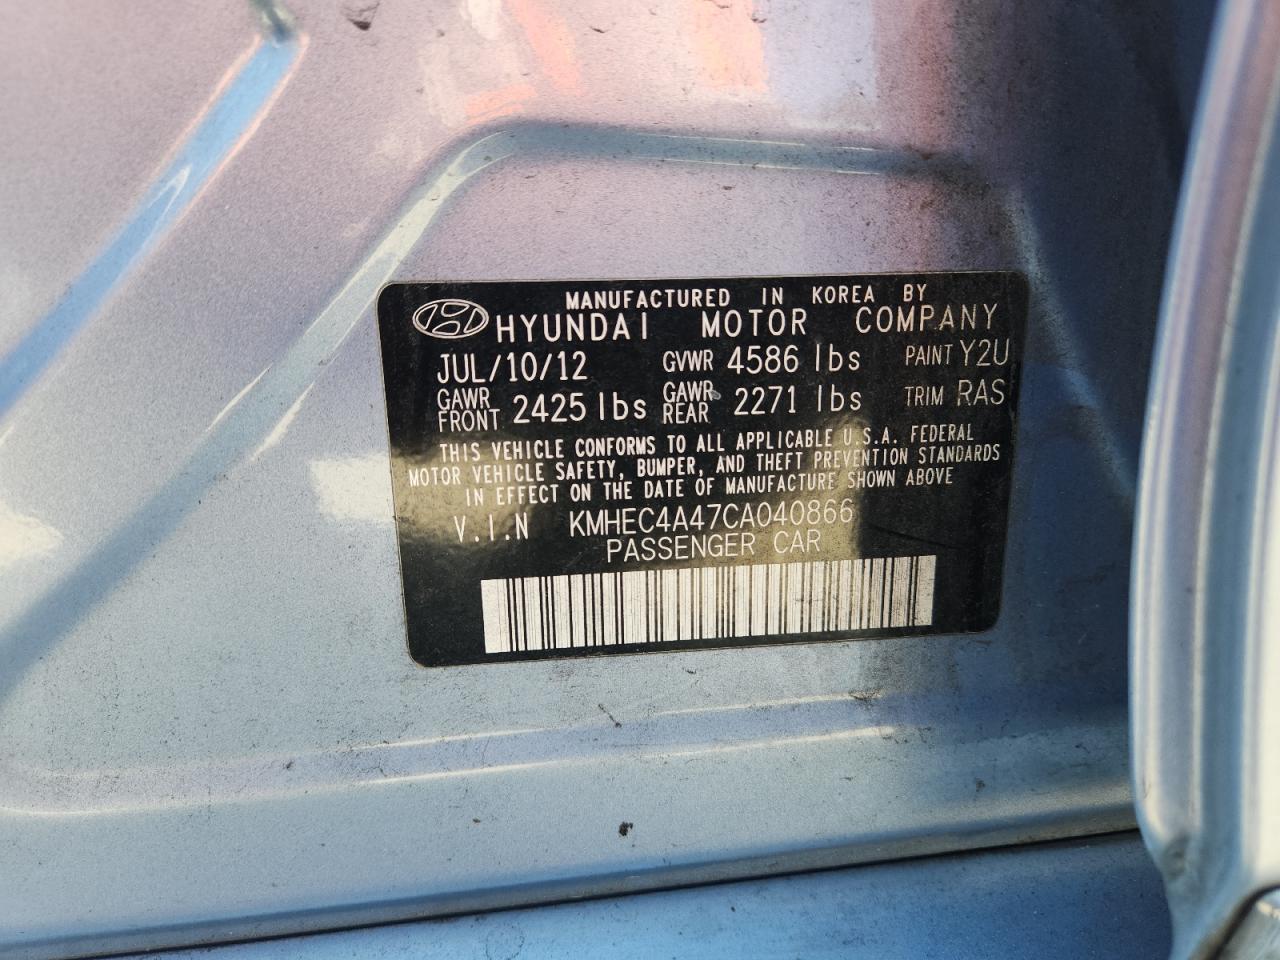 MANUFACTURED IN KOREA BY
HYUNDAI MOTOR COMPANY
JUL/10/12 GVWR 4586 lbs PAINT Y2U
GAWR FRONT 2425 lbs GAWR REAR 2271 lbs TRIM RAS
THIS VEHICLE CONFORMS TO ALL APPLICABLE U.S.A. FEDERAL
MOTOR VEHICLE SAFETY, BUMPER, AND THEFT PREVENTION STANDARDS
IN EFFECT ON THE DATE OF MANUFACTURE SHOWN ABOVE
V.I.N KMHEC4A47CA040866
PASSENGER CAR